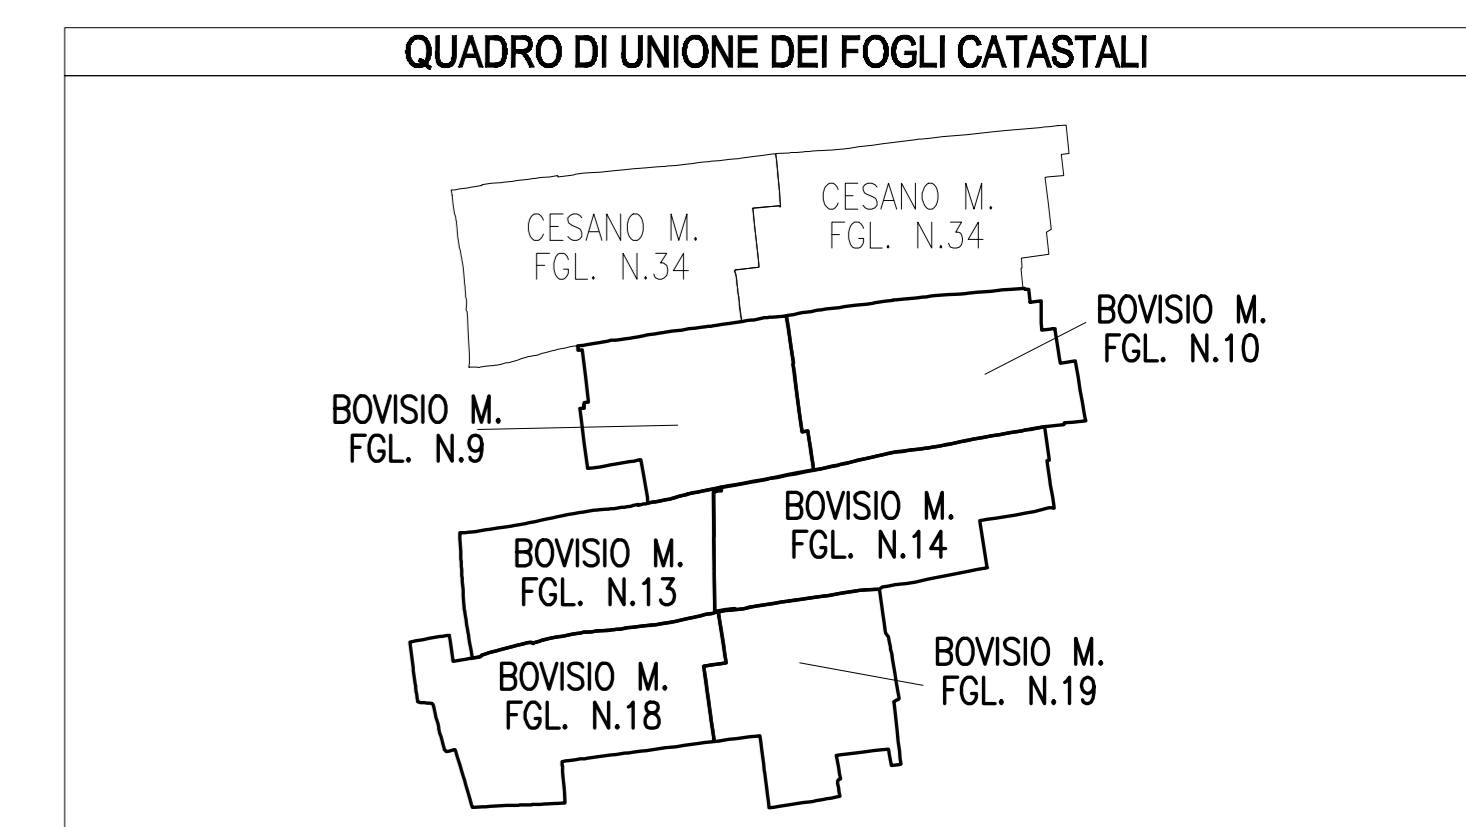 QUADRO DI UNIONE DEI FOGLI CATASTALI
CESANO M.
FGL. N.34
CESANO M.
FGL. N.34
BOVISIO M.
FGL. N.10
BOVISIO M.
FGL. N.9
BOVISIO M.
FGL. N.14
BOVISIO M.
FGL. N.13
BOVISIO M.
FGL. N.19
BOVISIO M.
FGL. N.18